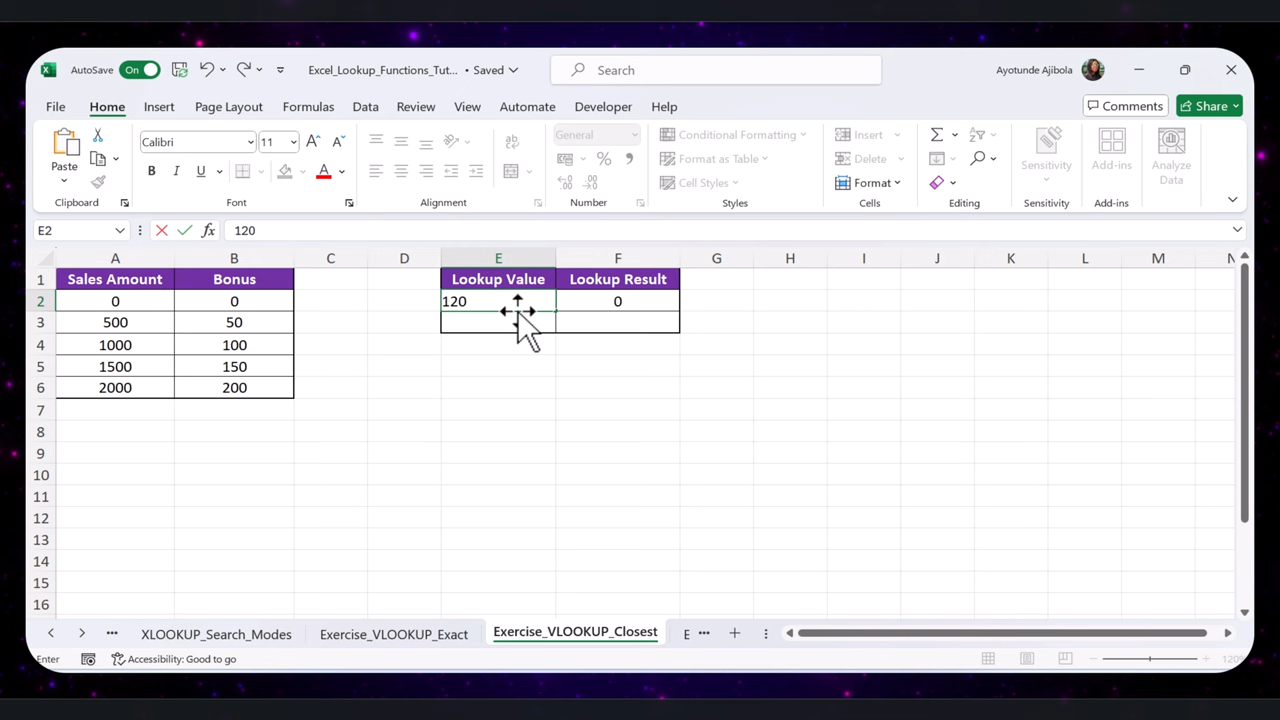 AutoSave On Excel_Lookup_Functions_Tut... • Saved Search Ayotunde Ajibola
File Home Insert Page Layout Formulas Data Review View Automate Developer Help Comments Share
Paste
Clipboard
Calibri 11
B I U A
Font
Alignment
General
%
Number
Conditional Formatting
Format as Table
Cell Styles
Styles
Insert
Delete
Format
Cells
Editing
Sensitivity
Sensitivity
Add-ins
Add-ins
Analyze
Data
E2 fx 120
A B C D E F G H I J K L M N
1 Sales Amount Bonus Lookup Value Lookup Result
2 0 0 120 0
3 500 50
4 1000 100
5 1500 150
6 2000 200
7
8
9
10
11
12
13
14
15
16
XLOOKUP_Search_Modes Exercise_VLOOKUP_Exact Exercise_VLOOKUP_Closest E
Enter Accessibility: Good to go 120%